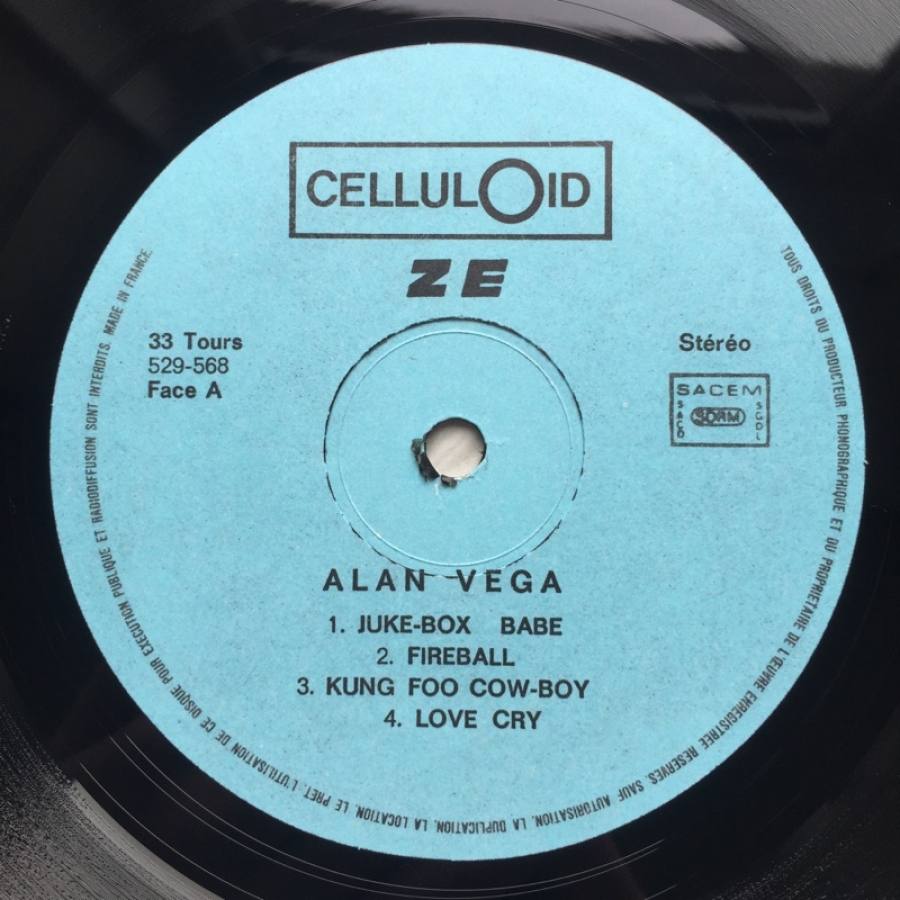 CELLULOID
ZE
33 Tours
529-568
Face A
Stéréo
SACEM
SACD
SDRM
SGDL
ALAN VEGA
1. JUKE-BOX BABE
2. FIREBALL
3. KUNG FOO COW-BOY
4. LOVE CRY
TOUS DROITS DU PRODUCTEUR PHONOGRAPHIQUE ET DU PROPRIETAIRE DE L'ŒUVRE ENREGISTREE RESERVES. SAUF AUTORISATION, LA DUPLICATION, LA LOCATION, LE PRET, L'UTILISATION DE CE DISQUE POUR EXECUTION PUBLIQUE ET RADIODIFFUSION SONT INTERDITS. MADE IN FRANCE.